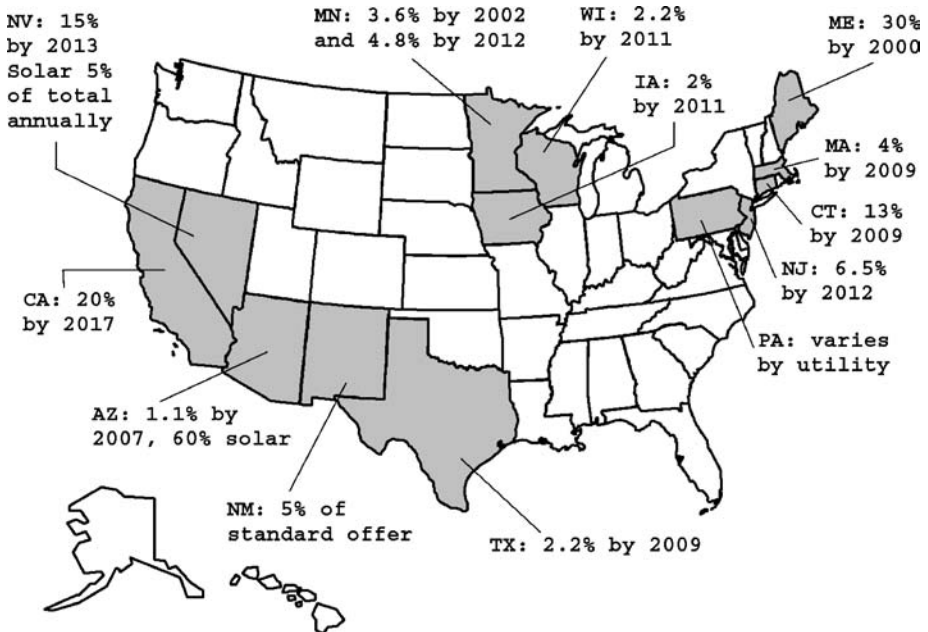 NV: 15%
by 2013
Solar 5%
of total
annually
MN: 3.6% by 2002
and 4.8% by 2012
WI: 2.2%
by 2011
IA: 2%
by 2011
ME: 30%
by 2000
MA: 4%
by 2009
CT: 13%
by 2009
NJ: 6.5%
by 2012
PA: varies
by utility
CA: 20%
by 2017
AZ: 1.1% by
2007, 60% solar
NM: 5% of
standard offer
TX: 2.2% by 2009